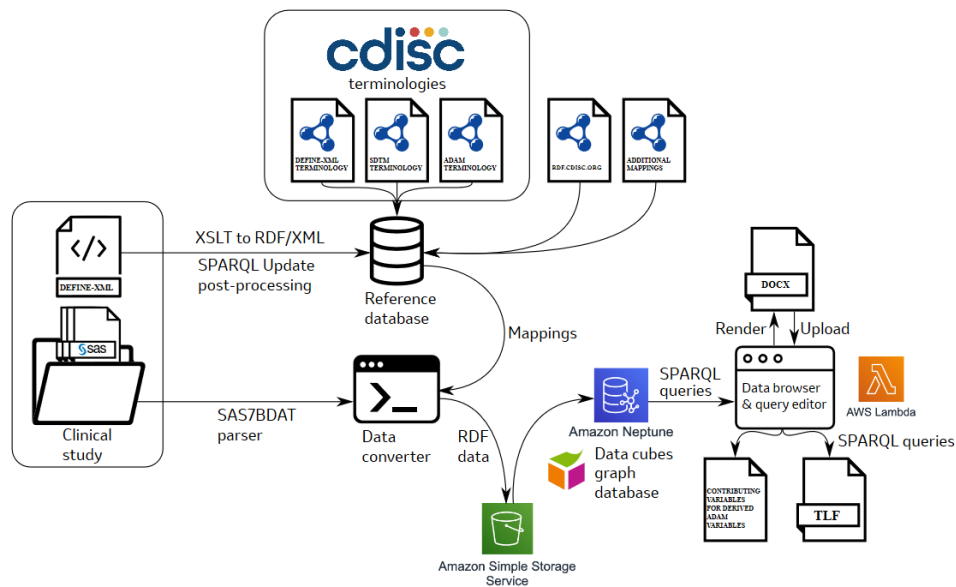 cdisc
terminologies
DEFINE-XML
TERMINOLOGY
SDTM
TERMINOLOGY
ADAM
TERMINOLOGY
RDF.CDISC.ORG
ADDITIONAL
MAPPINGS
XSLT to RDF/XML
SPARQL Update
post-processing
DEFINE-XML
Reference
database
sas
Clinical
study
SAS7BDAT
parser
Mappings
Data
converter
RDF
data
Amazon Simple Storage
Service
Amazon Neptune
Data cubes
graph
database
SPARQL
queries
DOCX
Render
Upload
Data browser
& query editor
AWS Lambda
SPARQL queries
CONTRIBUTING
VARIABLES
FOR DERIVED
ADAM
VARIABLES
TLF